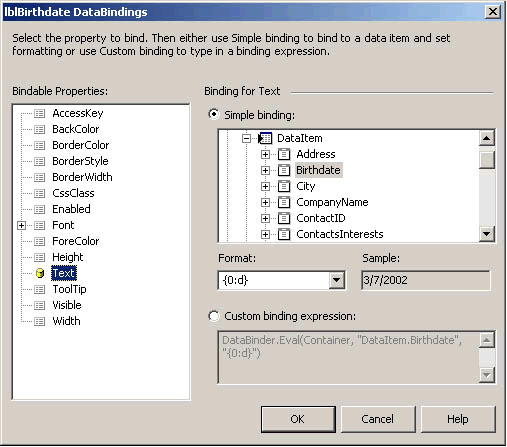 lblBirthdate DataBindings
Select the property to bind. Then either use Simple binding to bind to a data item and set
formatting or use Custom binding to type in a binding expression.
Bindable Properties:
AccessKey
BackColor
BorderColor
BorderStyle
BorderWidth
CssClass
Enabled
Font
ForeColor
Height
Text
ToolTip
Visible
Width
Binding for Text
Simple binding:
DataItem
Address
Birthdate
City
CompanyName
ContactID
ContactsInterests
Format:
Sample:
{0:d}
3/7/2002
Custom binding expression:
DataBinder.Eval(Container, "DataItem.Birthdate",
"{0:d}")
OK
Cancel
Help